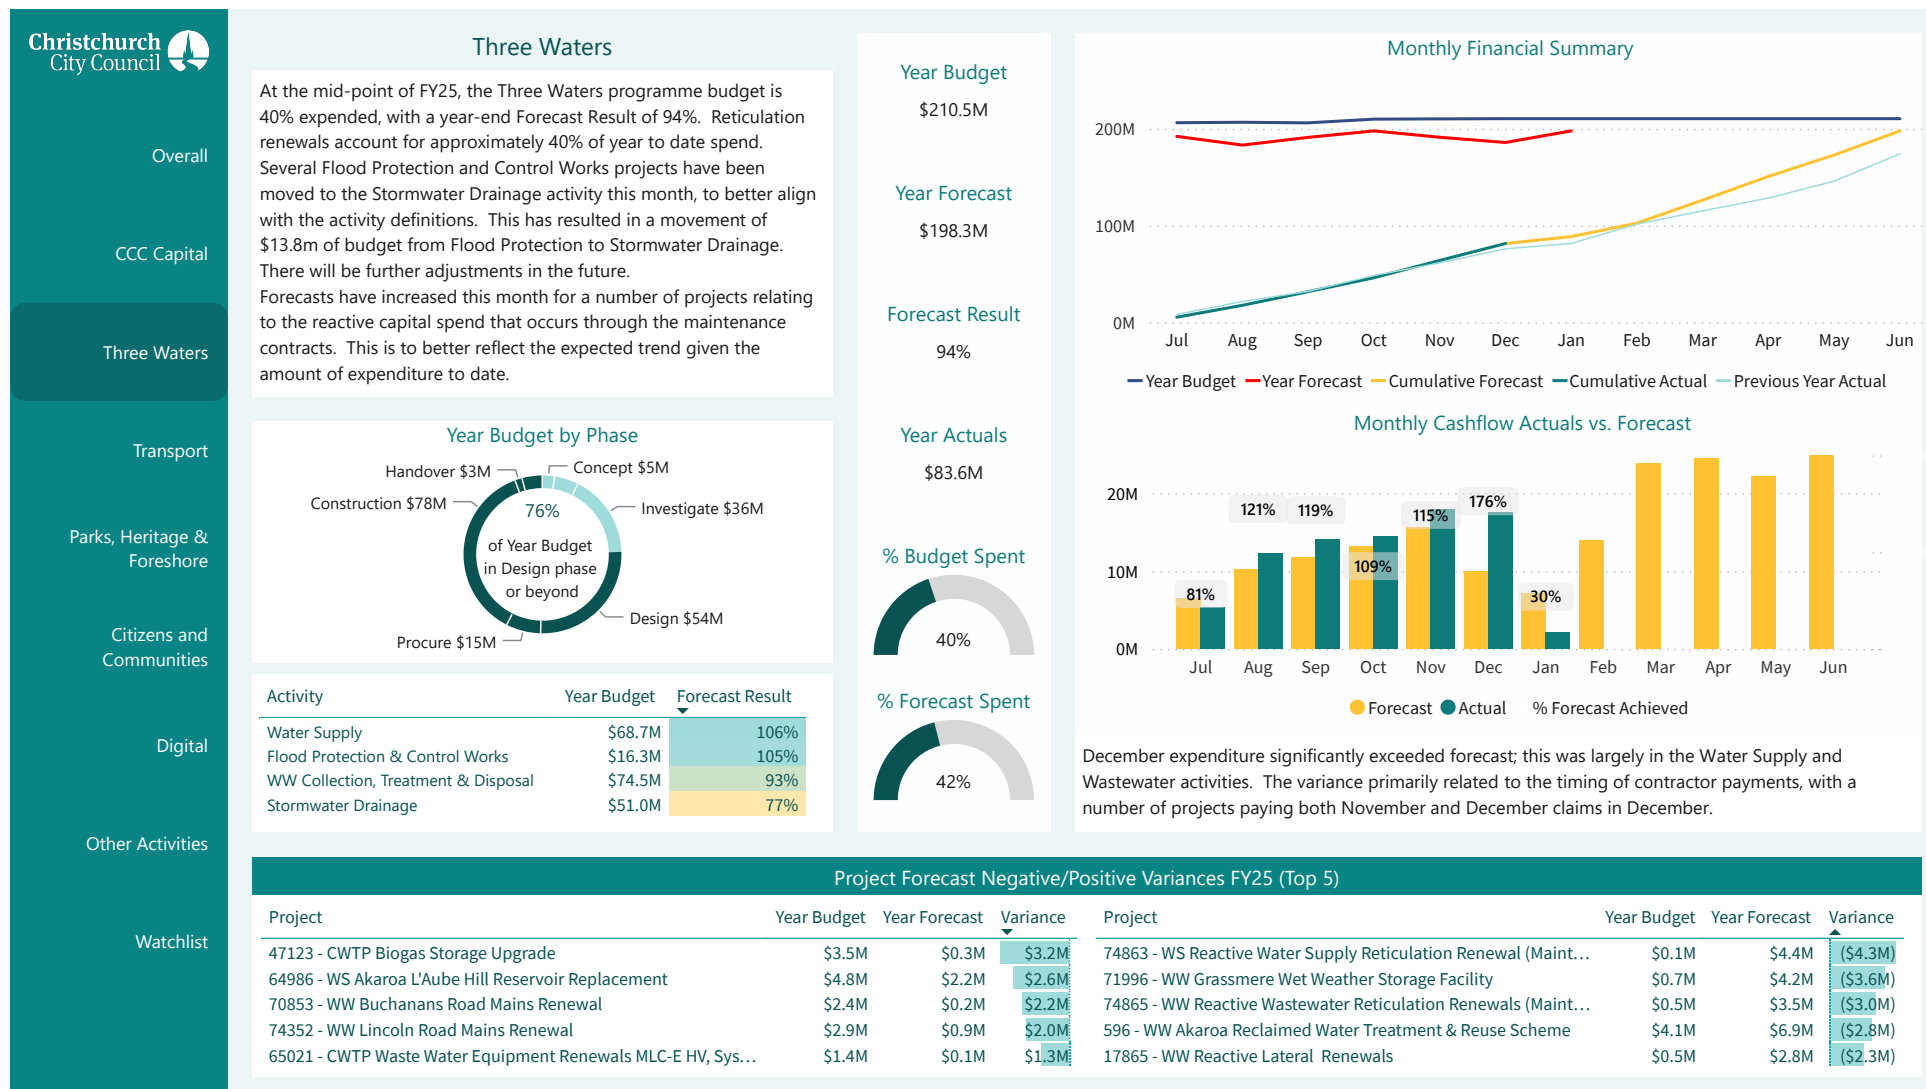 Christchurch
City Council
Overall
CCC Capital
Three Waters
Transport
Parks, Heritage &
Foreshore
Citizens and
Communities
Digital
Other Activities
Watchlist
Three Waters
At the mid-point of FY25, the Three Waters programme budget is
40% expended, with a year-end Forecast Result of 94%.  Reticulation
renewals account for approximately 40% of year to date spend.
Several Flood Protection and Control Works projects have been
moved to the Stormwater Drainage activity this month, to better align
with the activity definitions.  This has resulted in a movement of
$13.8m of budget from Flood Protection to Stormwater Drainage.
There will be further adjustments in the future.
Forecasts have increased this month for a number of projects relating
to the reactive capital spend that occurs through the maintenance
contracts.  This is to better reflect the expected trend given the
amount of expenditure to date.
Year Budget by Phase
Handover $3M
Concept $5M
Construction $78M
Investigate $36M
76%
of Year Budget
in Design phase
or beyond
Design $54M
Procure $15M
Activity Year Budget Forecast Result
Water Supply $68.7M 106%
Flood Protection & Control Works $16.3M 105%
WW Collection, Treatment & Disposal $74.5M 93%
Stormwater Drainage $51.0M 77%
Year Budget
$210.5M
Year Forecast
$198.3M
Forecast Result
94%
Year Actuals
$83.6M
% Budget Spent
40%
% Forecast Spent
42%
Monthly Financial Summary
200M
100M
0M
Jul Aug Sep Oct Nov Dec Jan Feb Mar Apr May Jun
Year Budget Year Forecast Cumulative Forecast Cumulative Actual Previous Year Actual
Monthly Cashflow Actuals vs. Forecast
20M
10M
0M
81% 121% 119% 109% 115% 176% 30%
Jul Aug Sep Oct Nov Dec Jan Feb Mar Apr May Jun
Forecast Actual % Forecast Achieved
December expenditure significantly exceeded forecast; this was largely in the Water Supply and
Wastewater activities.  The variance primarily related to the timing of contractor payments, with a
number of projects paying both November and December claims in December.
Project Forecast Negative/Positive Variances FY25 (Top 5)
Project Year Budget Year Forecast Variance
47123 - CWTP Biogas Storage Upgrade $3.5M $0.3M $3.2M
64986 - WS Akaroa L'Aube Hill Reservoir Replacement $4.8M $2.2M $2.6M
70853 - WW Buchanans Road Mains Renewal $2.4M $0.2M $2.2M
74352 - WW Lincoln Road Mains Renewal $2.9M $0.9M $2.0M
65021 - CWTP Waste Water Equipment Renewals MLC-E HV, Sys… $1.4M $0.1M $1.3M
Project Year Budget Year Forecast Variance
74863 - WS Reactive Water Supply Reticulation Renewal (Maint… $0.1M $4.4M ($4.3M)
71996 - WW Grassmere Wet Weather Storage Facility $0.7M $4.2M ($3.6M)
74865 - WW Reactive Wastewater Reticulation Renewals (Maint… $0.5M $3.5M ($3.0M)
596 - WW Akaroa Reclaimed Water Treatment & Reuse Scheme $4.1M $6.9M ($2.8M)
17865 - WW Reactive Lateral  Renewals $0.5M $2.8M ($2.3M)